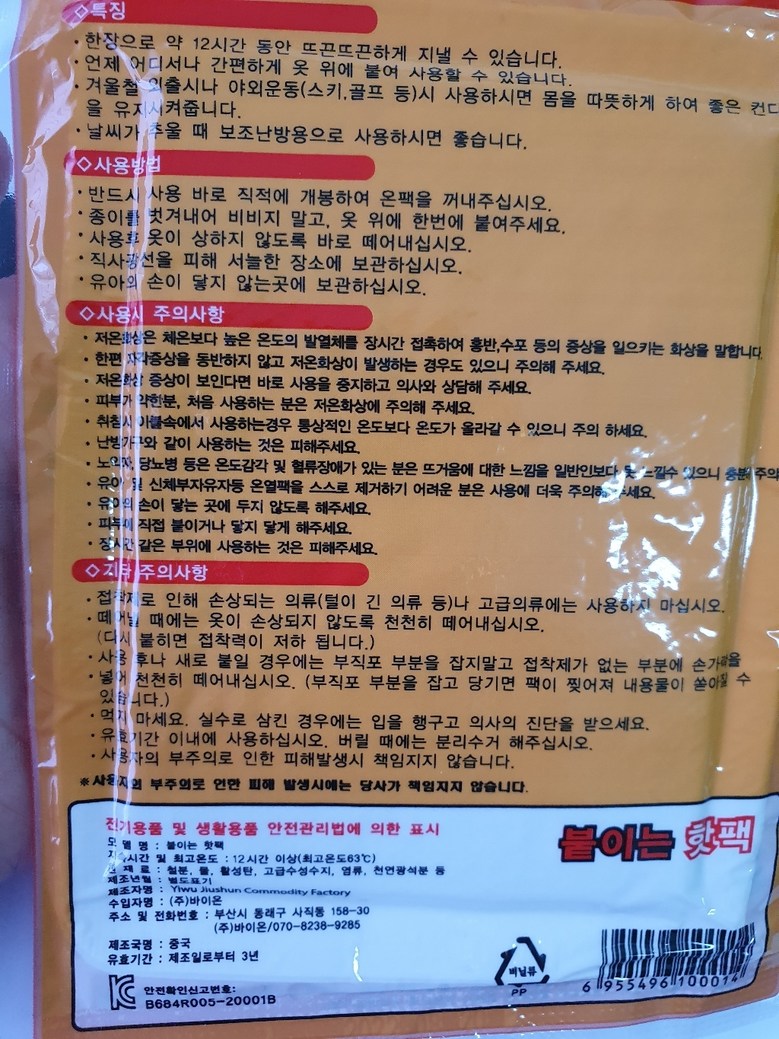 ◇특징
· 한장으로 약 12시간 동안 뜨끈뜨끈하게 지낼 수 있습니다.
· 언제 어디서나 간편하게 옷 위에 붙여 사용할 수 있습니다.
· 겨울철 외출시나 야외운동(스키,골프 등)시 사용하시면 몸을 따뜻하게 하여 좋은 컨디
을 유지시켜줍니다.
· 날씨가 추울 때 보조난방용으로 사용하시면 좋습니다.
◇사용방법
· 반드시 사용 바로 직적에 개봉하여 온팩을 꺼내주십시오.
· 종이를 벗겨내어 비비지 말고, 옷 위에 한번에 붙여주세요.
· 사용후 옷이 상하지 않도록 바로 떼어내십시오.
· 직사광선을 피해 서늘한 장소에 보관하십시오.
· 유아의 손이 닿지 않는곳에 보관하십시오.
◇사용시 주의사항
· 저온화상은 체온보다 높은 온도의 발열체를 장시간 접촉하여 홍반,수포 등의 증상을 일으키는 화상을 말합니다.
· 한편 자각증상을 동반하지 않고 저온화상이 발생하는 경우도 있으니 주의해 주세요.
· 저온화상 증상이 보인다면 바로 사용을 중지하고 의사와 상담해 주세요.
· 피부가 약한분, 처음 사용하는 분은 저온화상에 주의해 주세요.
· 취침시 이불속에서 사용하는경우 통상적인 온도보다 온도가 올라갈 수 있으니 주의 하세요.
· 난방기구와 같이 사용하는 것은 피해주세요.
· 노약자, 당뇨병 등은 온도감각 및 혈류장애가 있는 분은 뜨거움에 대한 느낌을 일반인보다 못 느낄수 있으니 충분히 주의
· 유아 및 신체부자유자등 온열팩을 스스로 제거하기 어려운 분은 사용에 더욱 주의해 주세요.
· 유아의 손이 닿는 곳에 두지 않도록 해주세요.
· 피부에 직접 붙이거나 닿지 닿게 해주세요.
· 장시간 같은 부위에 사용하는 것은 피해주세요.
◇기타 주의사항
· 접착제로 인해 손상되는 의류(털이 긴 의류 등)나 고급의류에는 사용하지 마십시오.
· 떼어낼 때에는 옷이 손상되지 않도록 천천히 떼어내십시오.
(다시 붙히면 접착력이 저하 됩니다.)
· 사용 후나 새로 붙일 경우에는 부직포 부분을 잡지말고 접착제가 없는 부분에 손가락을
· 넣어 천천히 떼어내십시오. (부직포 부분을 잡고 당기면 팩이 찢어져 내용물이 쏟아질 수
있습니다.)
· 먹지 마세요. 실수로 삼킨 경우에는 입을 행구고 의사의 진단을 받으세요.
· 유효기간 이내에 사용하십시오. 버릴 때에는 분리수거 해주십시오.
· 사용자의 부주의로 인한 피해발생시 책임지지 않습니다.
※사용자의 부주의로 인한 피해 발생시에는 당사가 책임지지 않습니다.
전기용품 및 생활용품 안전관리법에 의한 표시
모 델 명 : 붙이는 핫팩
지속시간 및 최고온도 : 12시간 이상(최고온도63℃)
원 재 료 : 철분, 물, 활성탄, 고급수성수지, 염류, 천연광석분 등
제조년월 : 별도표기
제조자명 : Yiwu Jiushun Commodity Factory
수입자명 : (주)바이온
주소 및 전화번호 : 부산시 동래구 사직동 158-30
(주)바이온/070-8238-9285
제조국명 : 중국
유효기간 : 제조일로부터 3년
안전확인신고번호:
B684R005-20001B
붙이는 핫팩
비닐류
PP
6 955496 100014